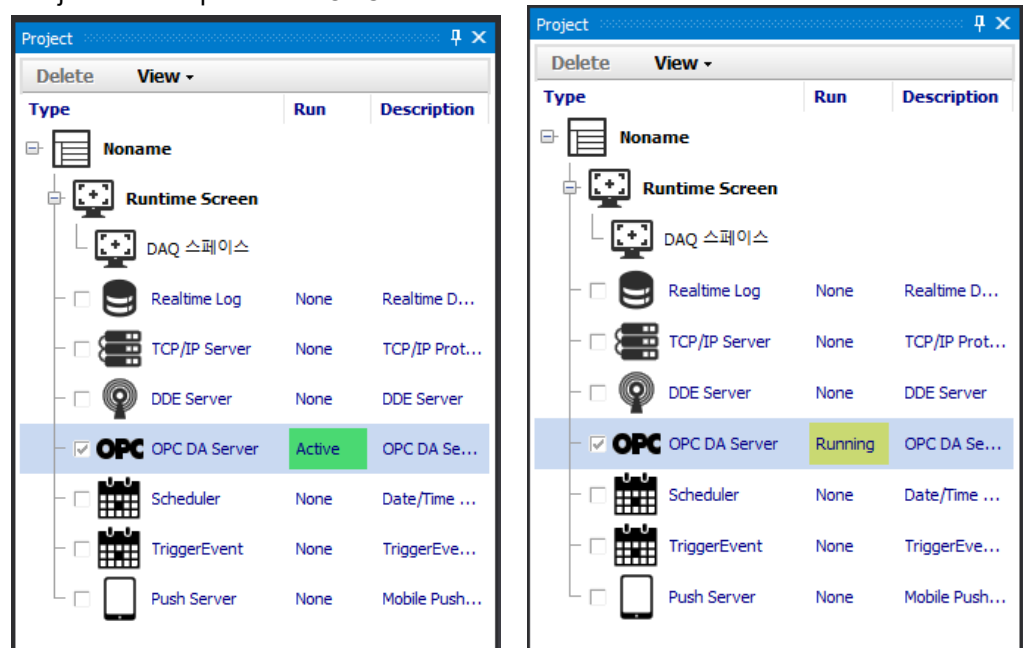 Project
Delete View
Type Run Description
Noname
Runtime Screen
DAQ 스페이스
Realtime Log None Realtime D...
TCP/IP Server None TCP/IP Prot...
DDE Server None DDE Server
OPC OPC DA Server Active OPC DA Se...
Scheduler None Date/Time ...
TriggerEvent None TriggerEve...
Push Server None Mobile Push...
Project
Delete View
Type Run Description
Noname
Runtime Screen
DAQ 스페이스
Realtime Log None Realtime D...
TCP/IP Server None TCP/IP Prot...
DDE Server None DDE Server
OPC OPC DA Server Running OPC DA Se...
Scheduler None Date/Time ...
TriggerEvent None TriggerEve...
Push Server None Mobile Push...